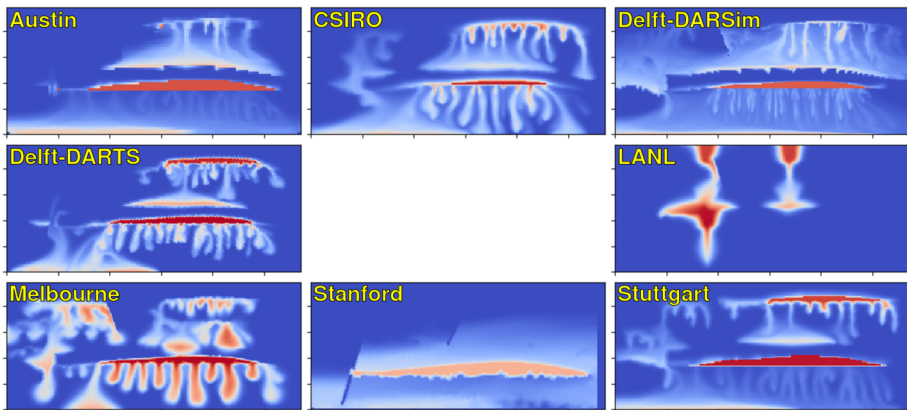 Austin
CSIRO
Delft-DARSim
Delft-DARTS
LANL
Melbourne
Stanford
Stuttgart